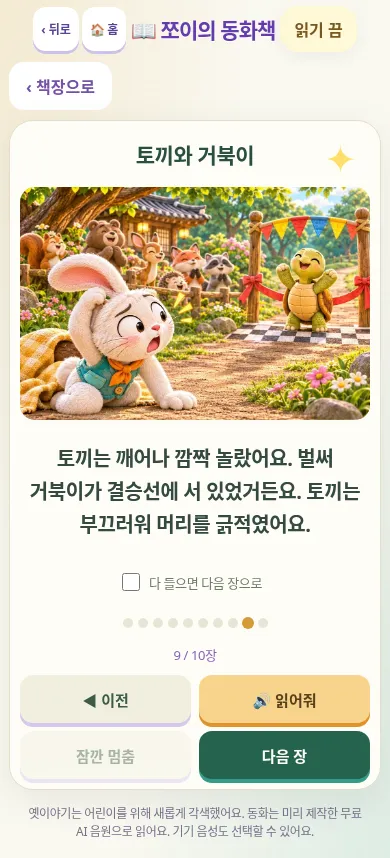 ‹ 뒤로
🏠 홈
📖 쪼이의 동화책
읽기 끔
‹ 책장으로
토끼와 거북이
토끼는 깨어나 깜짝 놀랐어요. 벌써
거북이가 결승선에 서 있었거든요. 토끼는
부끄러워 머리를 긁적였어요.
다 들으면 다음 장으로
9 / 10장
◀ 이전
🔊 읽어줘
잠깐 멈춤
다음 장
옛이야기는 어린이를 위해 새롭게 각색했어요. 동화는 미리 제작한 무료
AI 음원으로 읽어요. 기기 음성도 선택할 수 있어요.